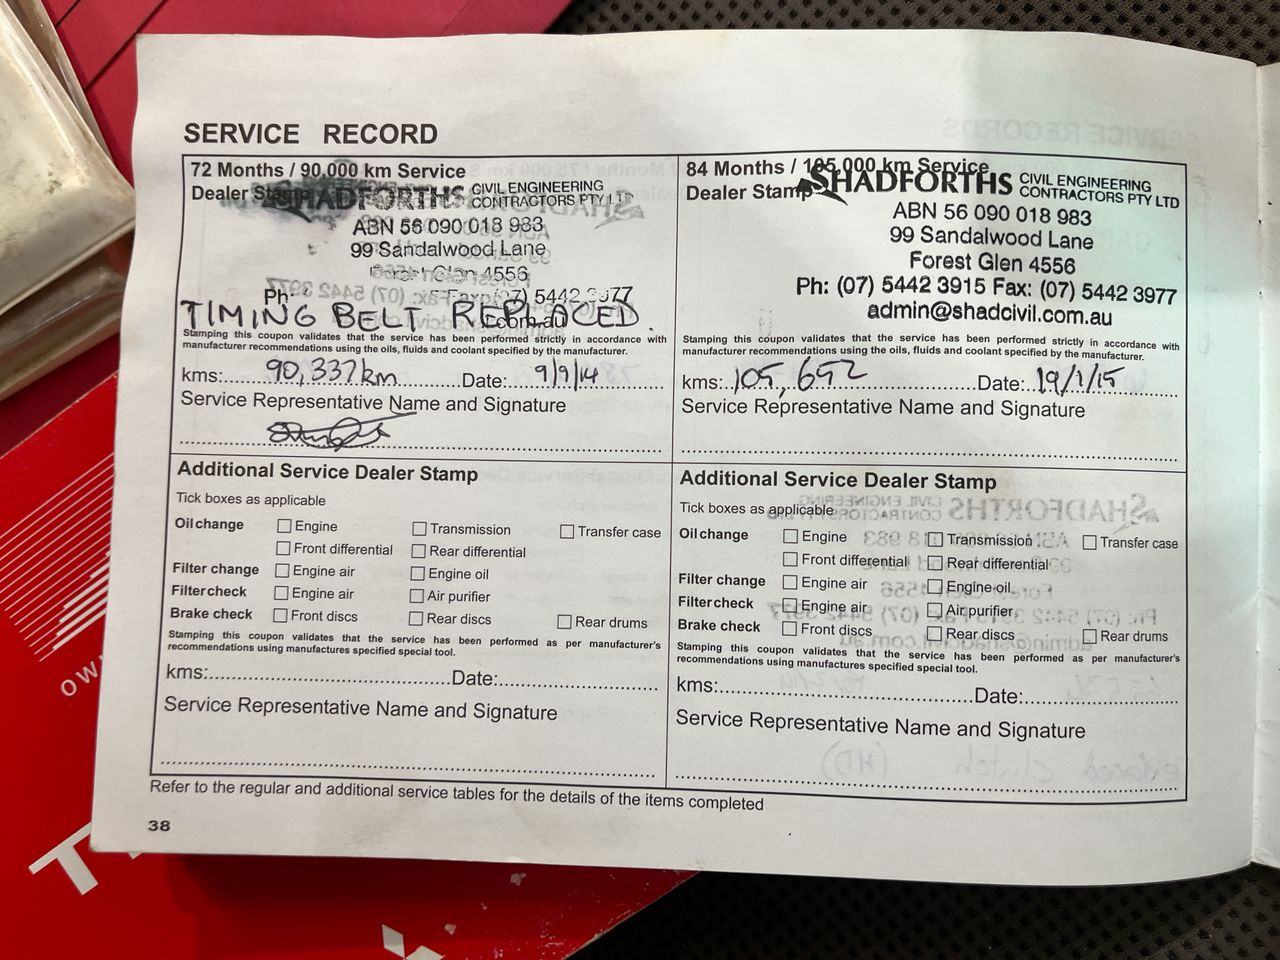 SERVICE RECORD
72 Months / 90,000 km Service
Dealer Stamp SHADFORTHS CIVIL ENGINEERING
CONTRACTORS PTY LTD
ABN 56 090 018 983
99 Sandalwood Lane
Forest Glen 4556
Ph: (07) 5442 3977
TIMING BELT REPLACED.
Stamping this coupon validates that the service has been performed strictly in accordance with
manufacturer recommendations using the oils, fluids and coolant specified by the manufacturer.
kms: 90,337km Date: 9/9/14
Service Representative Name and Signature
84 Months / 105,000 km Service
Dealer Stamp SHADFORTHS CIVIL ENGINEERING
CONTRACTORS PTY LTD
ABN 56 090 018 983
99 Sandalwood Lane
Forest Glen 4556
Ph: (07) 5442 3915 Fax: (07) 5442 3977
admin@shadcivil.com.au
Stamping this coupon validates that the service has been performed strictly in accordance with
manufacturer recommendations using the oils, fluids and coolant specified by the manufacturer.
kms: 105,652 Date: 19/1/15
Service Representative Name and Signature
Additional Service Dealer Stamp
Tick boxes as applicable
Oil change Engine Transmission Transfer case
Front differential Rear differential
Filter change Engine air Engine oil
Filter check Engine air Air purifier
Brake check Front discs Rear discs Rear drums
Stamping this coupon validates that the service has been performed as per manufacturer's
recommendations using manufactures specified special tool.
kms: Date:
Service Representative Name and Signature
Additional Service Dealer Stamp
Tick boxes as applicable
Oil change Engine Transmission Transfer case
Front differential Rear differential
Filter change Engine air Engine oil
Filter check Engine air Air purifier
Brake check Front discs Rear discs Rear drums
Stamping this coupon validates that the service has been performed as per manufacturer's
recommendations using manufactures specified special tool.
kms: Date:
Service Representative Name and Signature
Refer to the regular and additional service tables for the details of the items completed
38